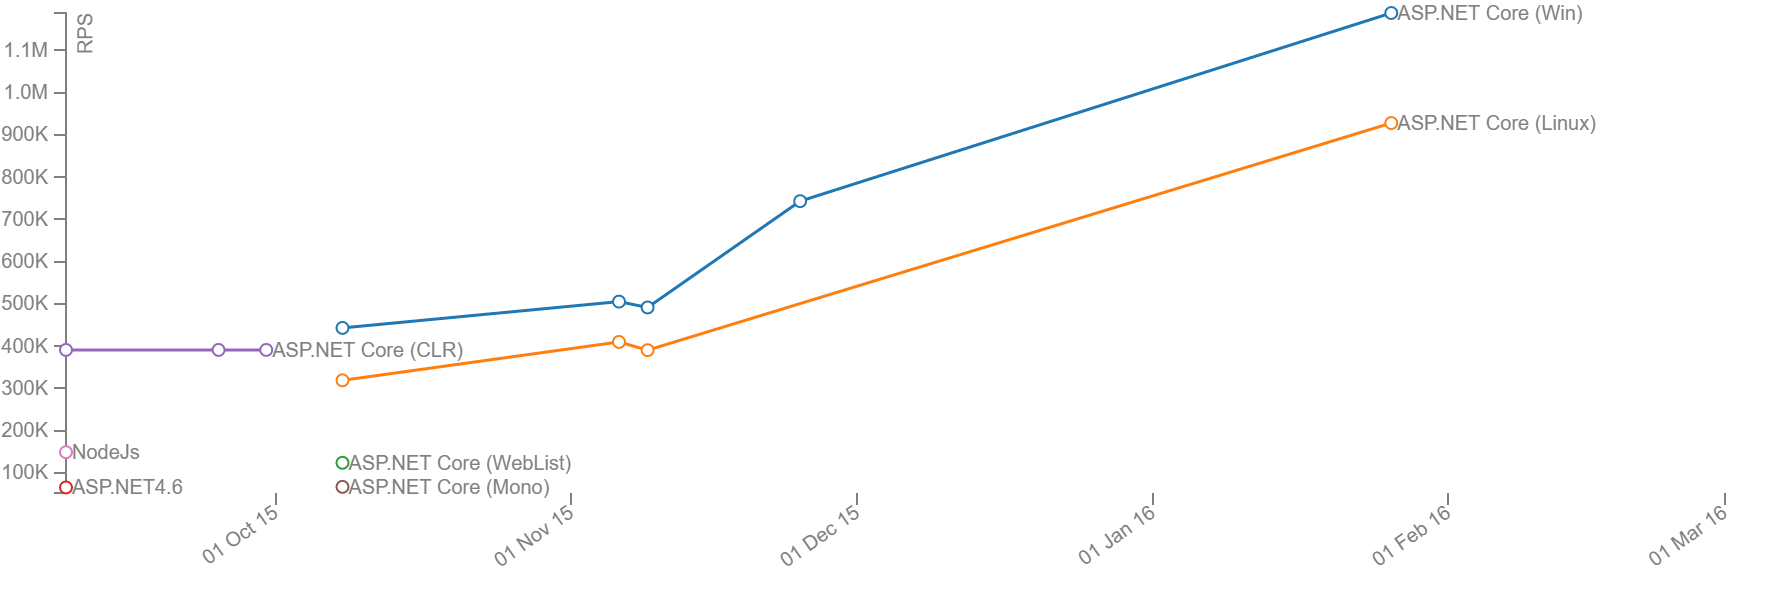 RPS
1.1M
1.0M
900K
800K
700K
600K
500K
400K
300K
200K
100K
ASP.NET Core (Win)
ASP.NET Core (Linux)
ASP.NET Core (CLR)
NodeJs
ASP.NET Core (WebList)
ASP.NET4.6
ASP.NET Core (Mono)
01 Oct 15
01 Nov 15
01 Dec 15
01 Jan 16
01 Feb 16
01 Mar 16